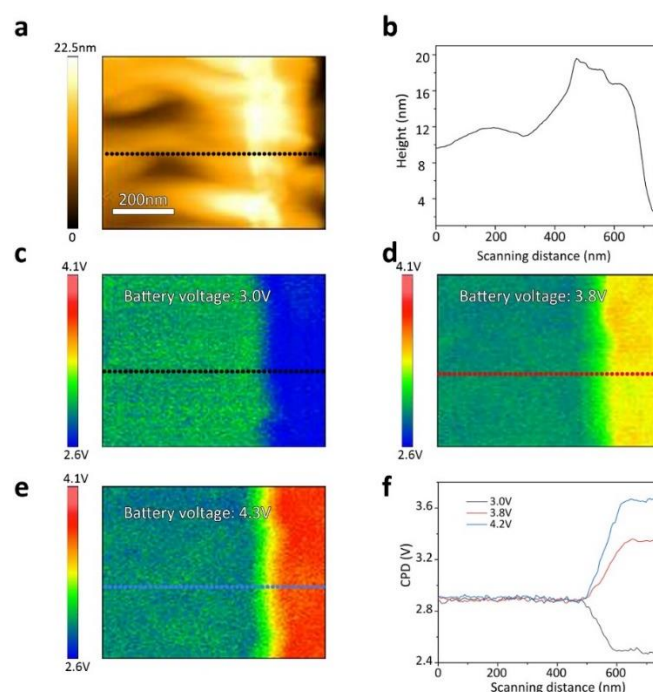 a
22.5nm
200nm
0
b
20
16
12
8
4
Height (nm)
0 200 400 600
Scanning distance (nm)
c
4.1V
Battery voltage: 3.0V
2.6V
d
4.1V
Battery voltage: 3.8V
2.6V
e
4.1V
Battery voltage: 4.3V
2.6V
f
3.6
3.2
2.8
2.4
CPD (V)
3.0V
3.8V
4.2V
0 200 400 600
Scanning distance (nm)